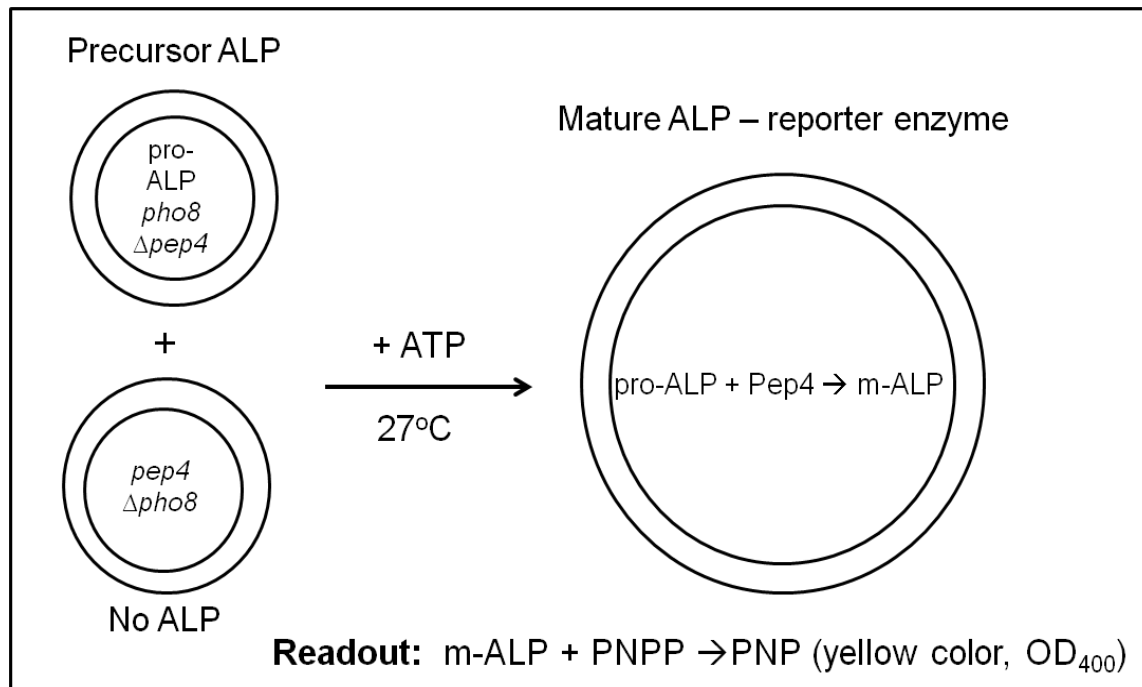 Precursor ALP
pro-
ALP
pho8
Δpep4
+
pep4
Δpho8
No ALP
+ ATP
27°C
Mature ALP – reporter enzyme
pro-ALP + Pep4 → m-ALP
Readout: m-ALP + PNPP →PNP (yellow color, OD₄₀₀)